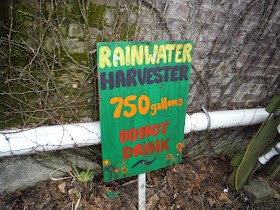 RAINWATER
HARVESTER
750 gallons
DO NOT
DRINK